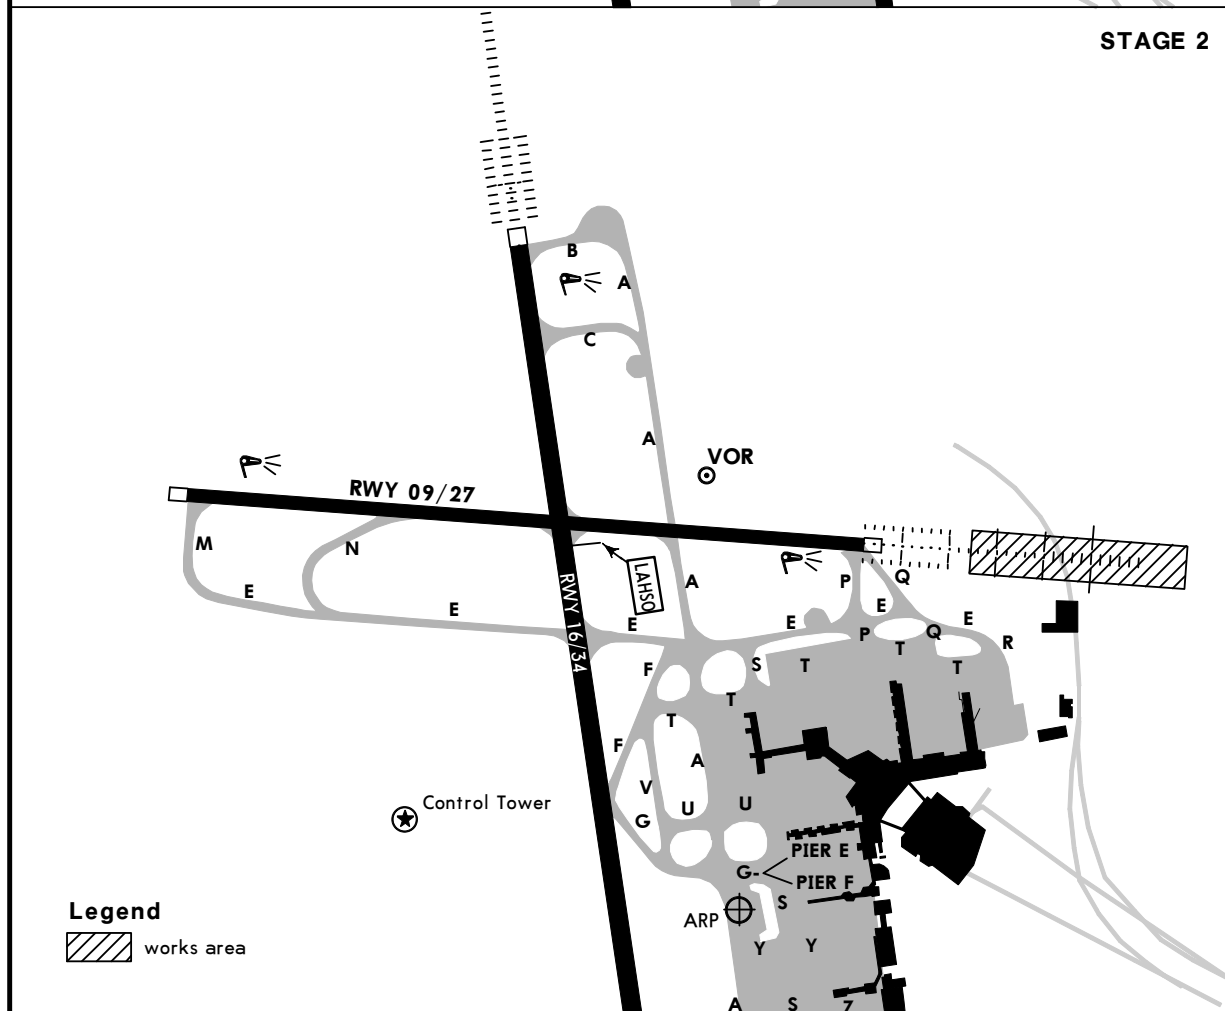 STAGE 2
B
A
C
A
VOR
RWY 09/27
M
N
A
P
Q
LAHSO
E
E
E
E
E
E
RWY 16/34
P
T
Q
R
F
S
T
T
T
T
F
A
V
U
U
G
Control Tower
PIER E
G-
PIER F
S
ARP
Legend
works area
Y
Y
A
S
Z